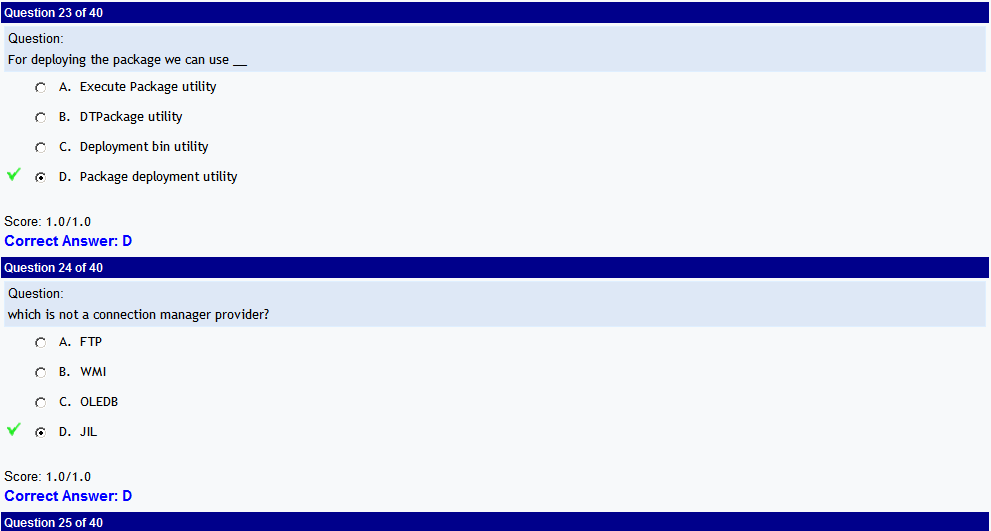 Question 23 of 40
Question:
For deploying the package we can use __
A. Execute Package utility
B. DTPackage utility
C. Deployment bin utility
D. Package deployment utility
Score: 1.0/1.0
Correct Answer: D
Question 24 of 40
Question:
which is not a connection manager provider?
A. FTP
B. WMI
C. OLEDB
D. JIL
Score: 1.0/1.0
Correct Answer: D
Question 25 of 40